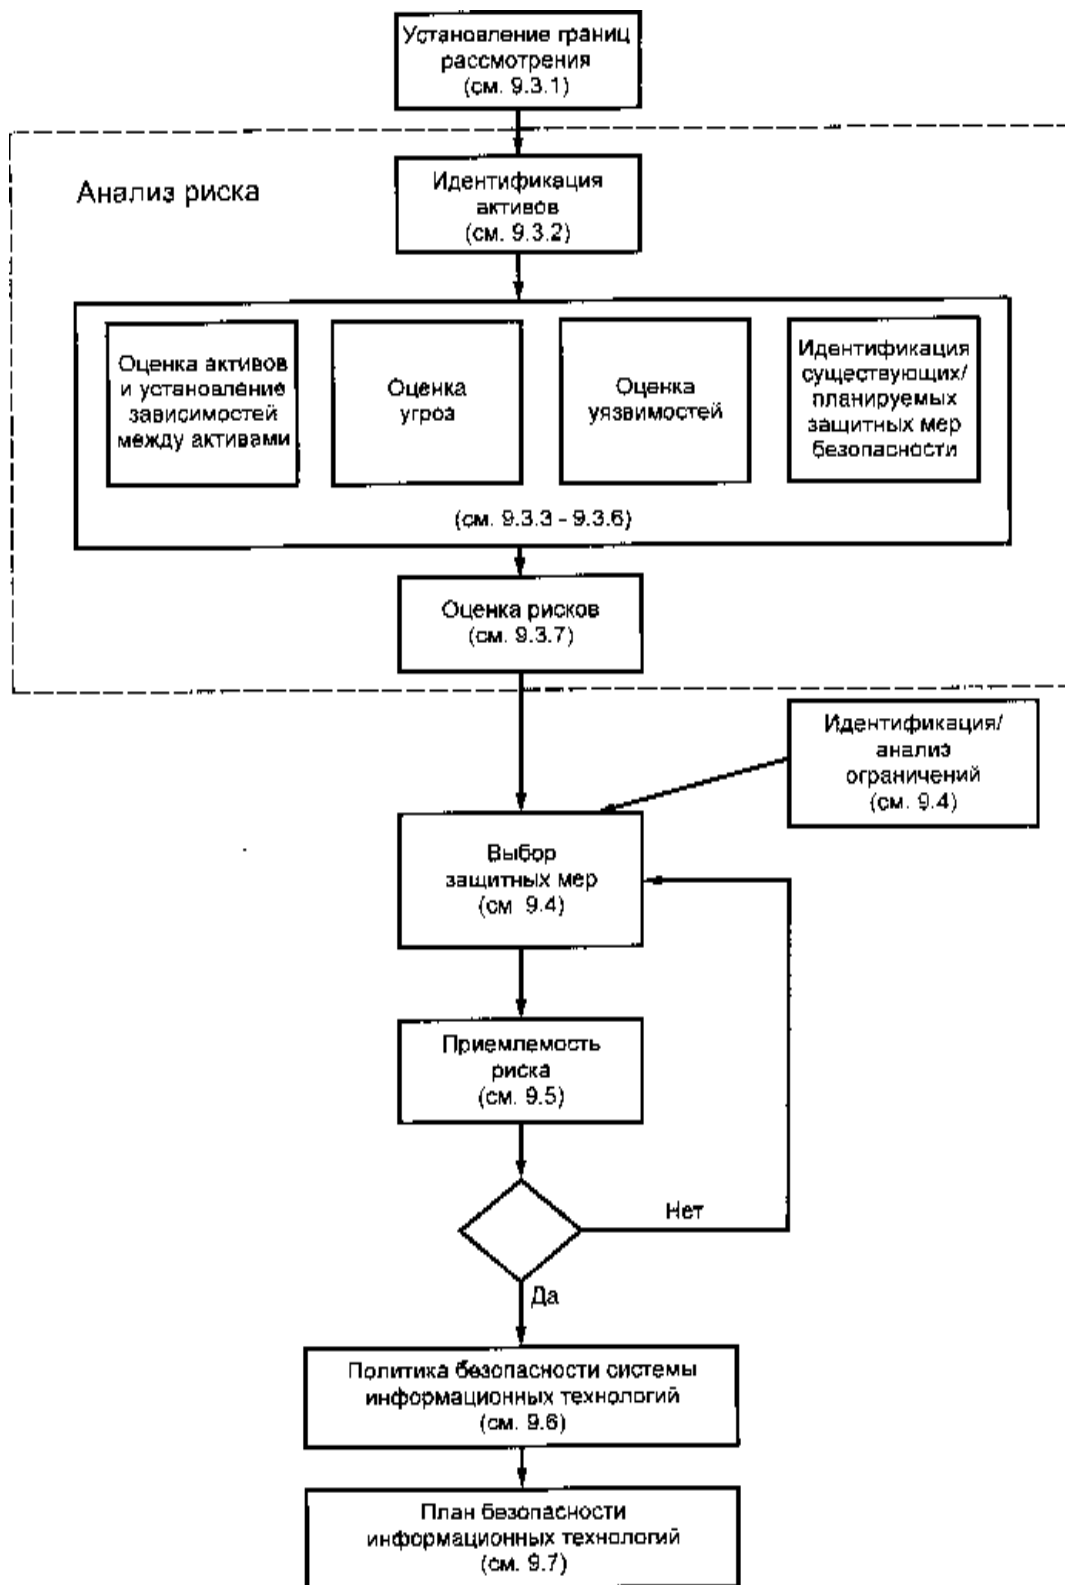 Установление границ
рассмотрения
(см. 9.3.1)
Анализ риска
Идентификация
активов
(см. 9.3.2)
Оценка активов
и установление
зависимостей
между активами
Оценка
угроз
Оценка
уязвимостей
Идентификация
существующих/
планируемых
защитных мер
безопасности
(см. 9.3.3 - 9.3.6)
Оценка рисков
(см. 9.3.7)
Идентификация/
анализ
ограничений
(см. 9.4)
Выбор
защитных мер
(см 9.4)
Приемлемость
риска
(см. 9.5)
Нет
Да
Политика безопасности системы
информационных технологий
(см. 9.6)
План безопасности
информационных технологий
(см. 9.7)